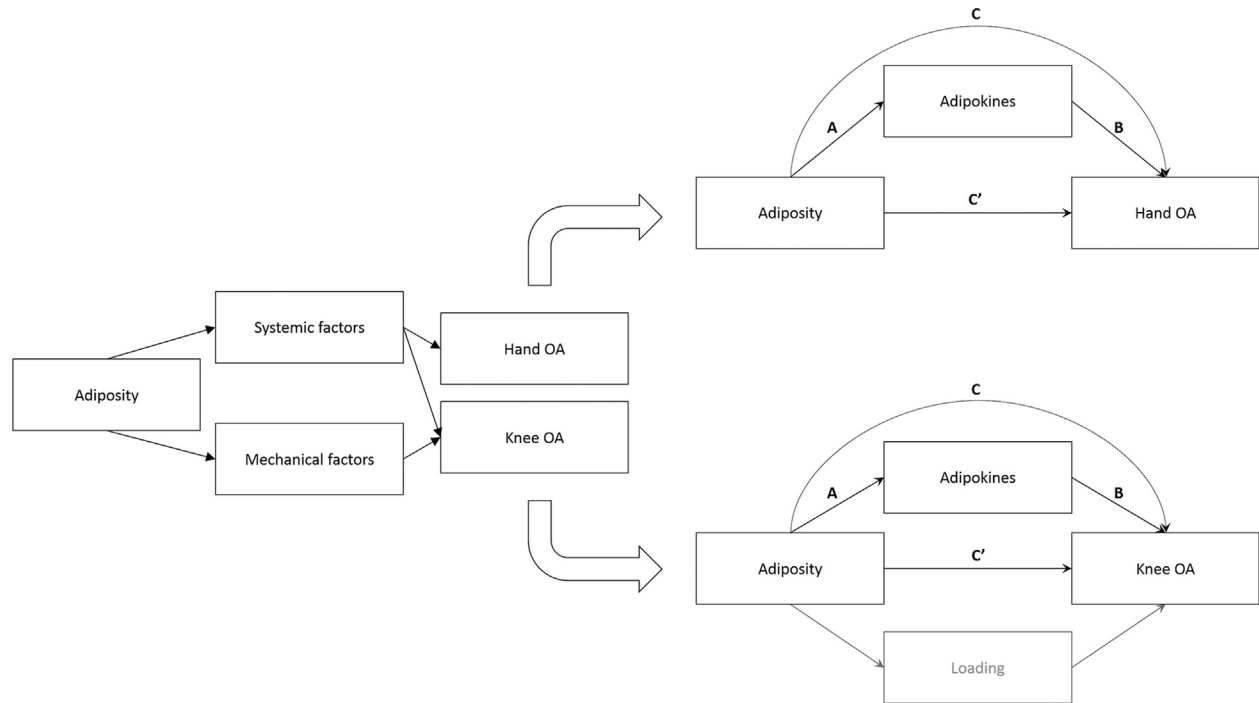 Adiposity
Systemic factors
Mechanical factors
Hand OA
Knee OA
C
Adipokines
A
B
Adiposity
C’
Hand OA
C
Adipokines
A
B
Adiposity
C’
Knee OA
Loading